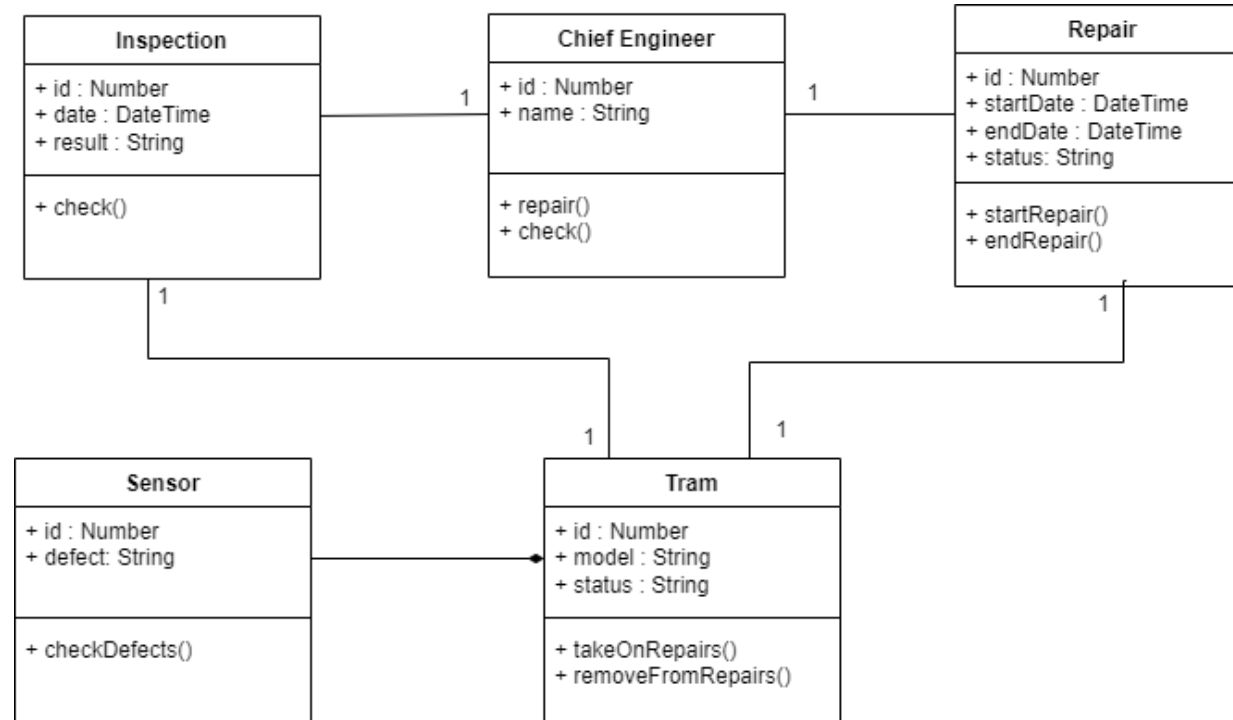 Inspection
+ id : Number
+ date : DateTime
+ result : String
+ check()
1
Chief Engineer
+ id : Number
+ name : String
+ repair()
+ check()
1
Repair
+ id : Number
+ startDate : DateTime
+ endDate : DateTime
+ status: String
+ startRepair()
+ endRepair()
1
1
1
1
Sensor
+ id : Number
+ defect: String
+ checkDefects()
Tram
+ id : Number
+ model : String
+ status : String
+ takeOnRepairs()
+ removeFromRepairs()